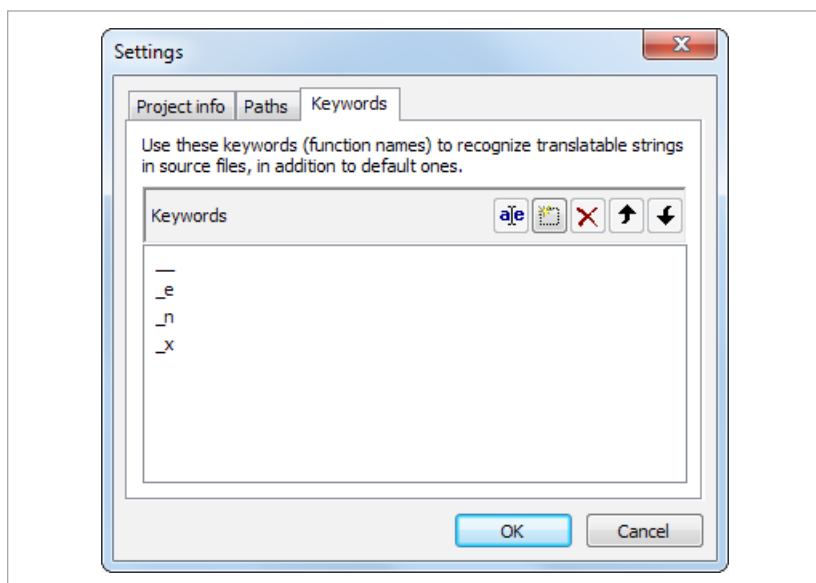 Settings
Project info Paths Keywords
Use these keywords (function names) to recognize translatable strings
in source files, in addition to default ones.
Keywords
__
_e
_n
_x
OK Cancel